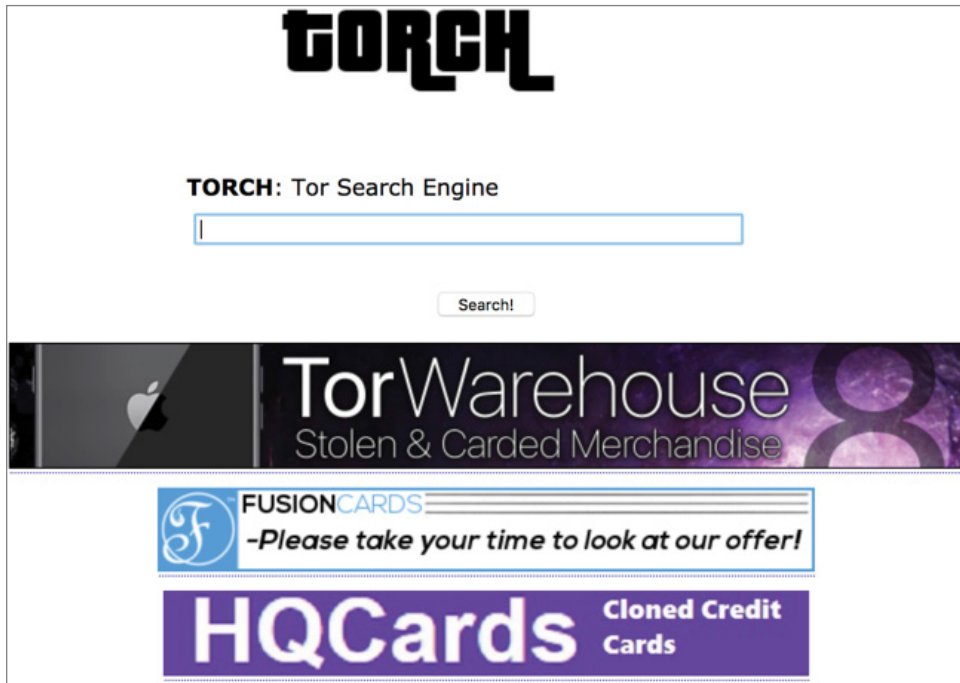 TORCH
TORCH: Tor Search Engine
Search!
TorWarehouse
Stolen & Carded Merchandise
8
FUSIONCARDS
-Please take your time to look at our offer!
HQCards
Cloned Credit
Cards